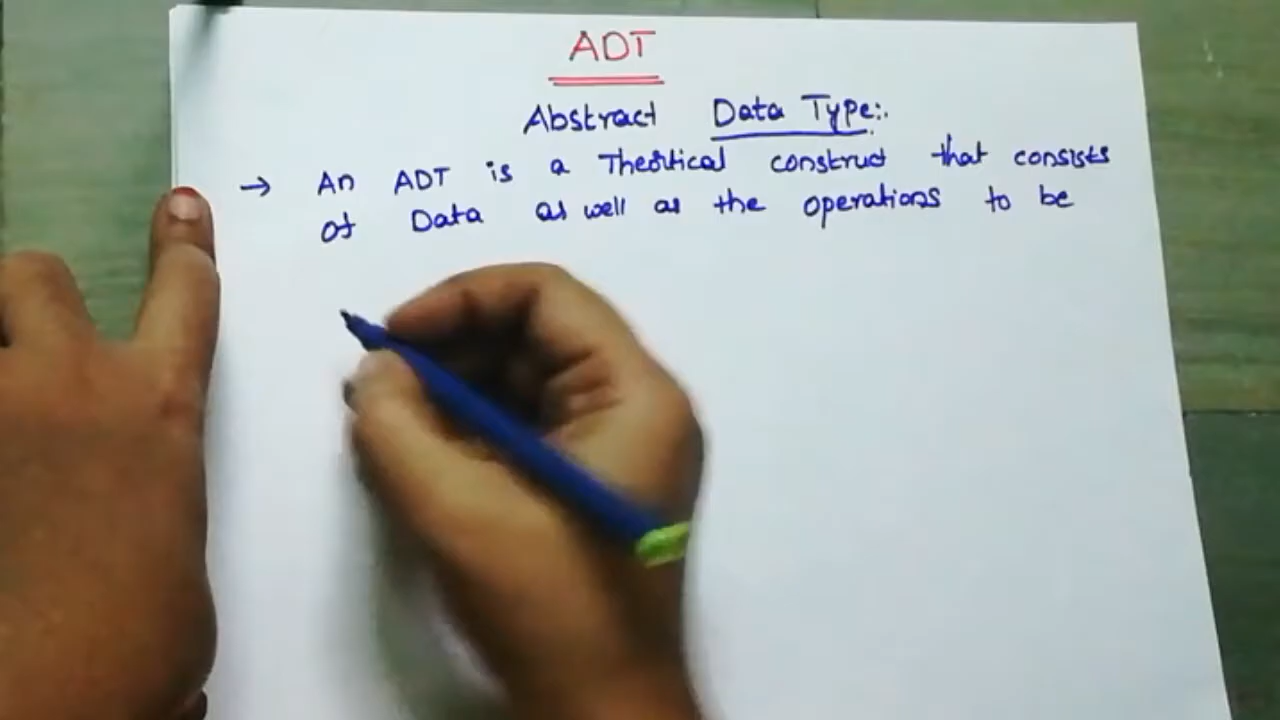 ADT
Abstract Data Type:.
→ An ADT is a Theortical construct that consists
of Data as well as the operations to be